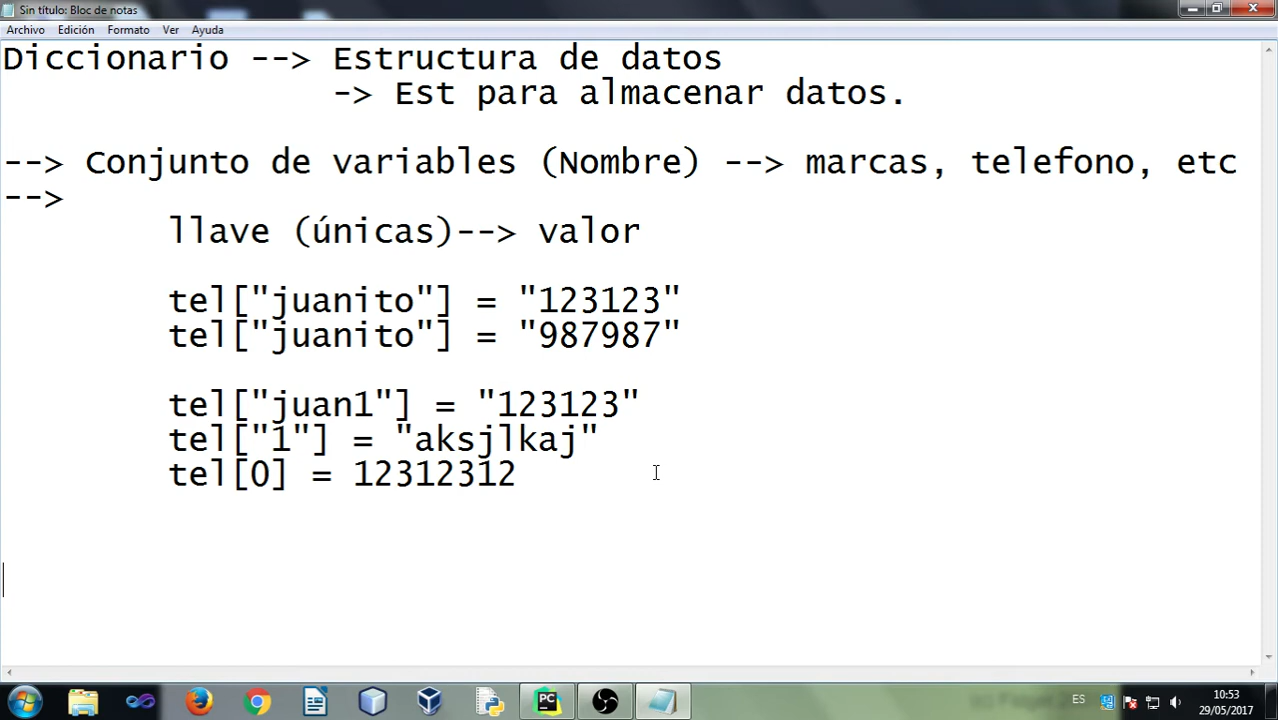 Sin título: Bloc de notas
Archivo Edición Formato Ver Ayuda
Diccionario --> Estructura de datos
-> Est para almacenar datos.
--> Conjunto de variables (Nombre) --> marcas, telefono, etc
-->
llave (únicas)--> valor
tel["juanito"] = "123123"
tel["juanito"] = "987987"
tel["juan1"] = "123123"
tel["1"] = "aksjlkaj"
tel[0] = 12312312
PC
ES
10:53
29/05/2017